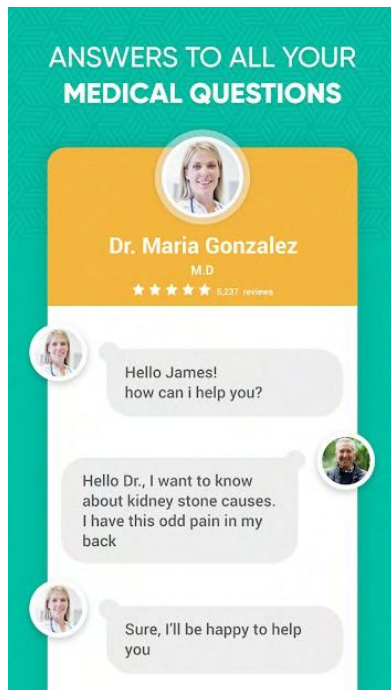 ANSWERS TO ALL YOUR
MEDICAL QUESTIONS
Dr. Maria Gonzalez
M.D
5,237 reviews
Hello James!
how can i help you?
Hello Dr., I want to know
about kidney stone causes.
I have this odd pain in my
back
Sure, I'll be happy to help
you